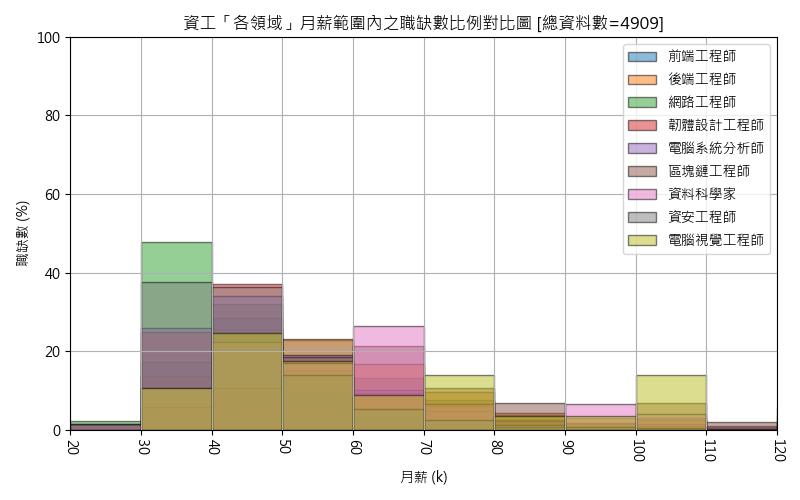 資工「各領域」月薪範圍內之職缺數比例對比圖 [總資料數=4909]
100
80
60
40
20
0
職缺數 (%)
前端工程師
後端工程師
網路工程師
韌體設計工程師
電腦系統分析師
區塊鏈工程師
資料科學家
資安工程師
電腦視覺工程師
20
30
40
50
60
70
80
90
100
110
120
月薪 (k)